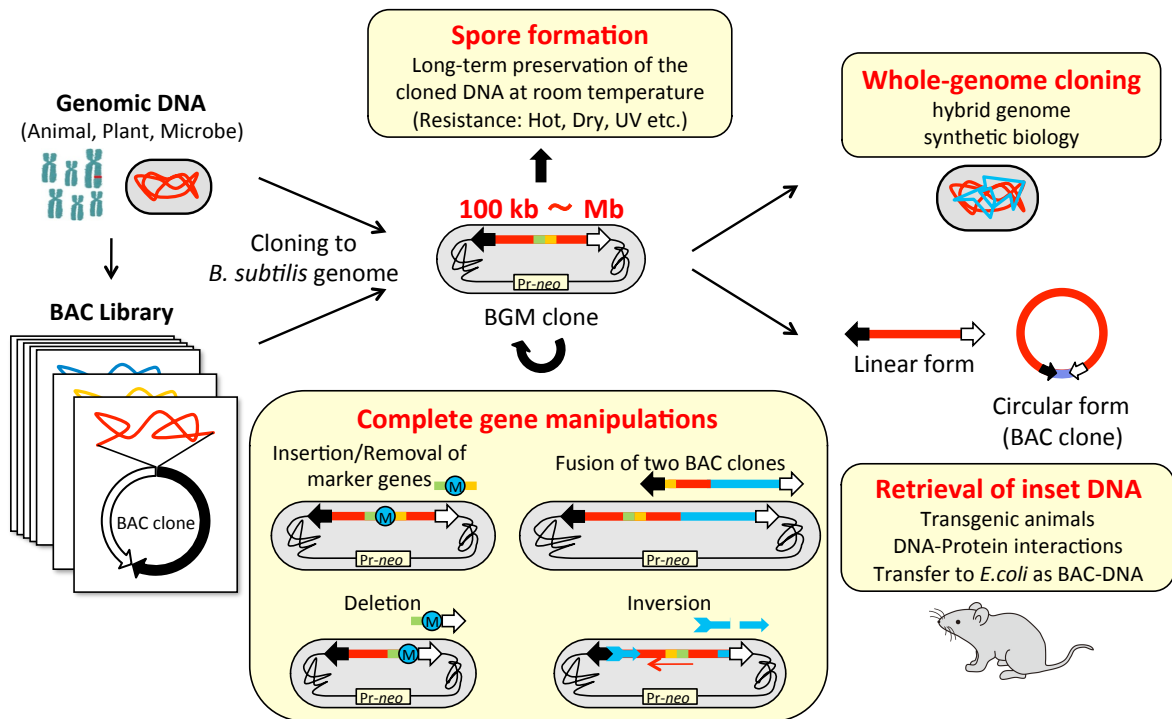 Genomic DNA
(Animal, Plant, Microbe)
BAC Library
BAC clone
Cloning to
B. subtilis genome
Spore formation
Long-term preservation of the
cloned DNA at room temperature
(Resistance: Hot, Dry, UV etc.)
100 kb ~ Mb
Pr-neo
BGM clone
Complete gene manipulations
Insertion/Removal of
marker genes
M
M
Pr-neo
Fusion of two BAC clones
Pr-neo
Deletion
M
M
Pr-neo
Inversion
Pr-neo
Whole-genome cloning
hybrid genome
synthetic biology
Linear form
Circular form
(BAC clone)
Retrieval of inset DNA
Transgenic animals
DNA-Protein interactions
Transfer to E.coli as BAC-DNA